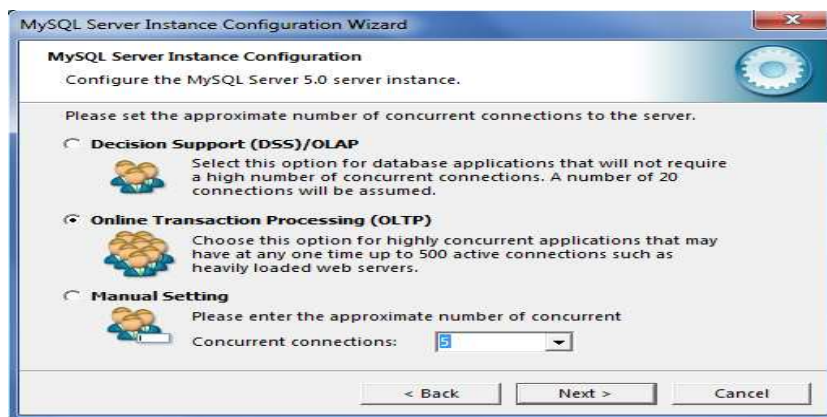 MySQL Server Instance Configuration Wizard
MySQL Server Instance Configuration
Configure the MySQL Server 5.0 server instance.
Please set the approximate number of concurrent connections to the server.
Decision Support (DSS)/OLAP
Select this option for database applications that will not require
a high number of concurrent connections. A number of 20
connections will be assumed.
Online Transaction Processing (OLTP)
Choose this option for highly concurrent applications that may
have at any one time up to 500 active connections such as
heavily loaded web servers.
Manual Setting
Please enter the approximate number of concurrent
Concurrent connections: 5
< Back Next > Cancel